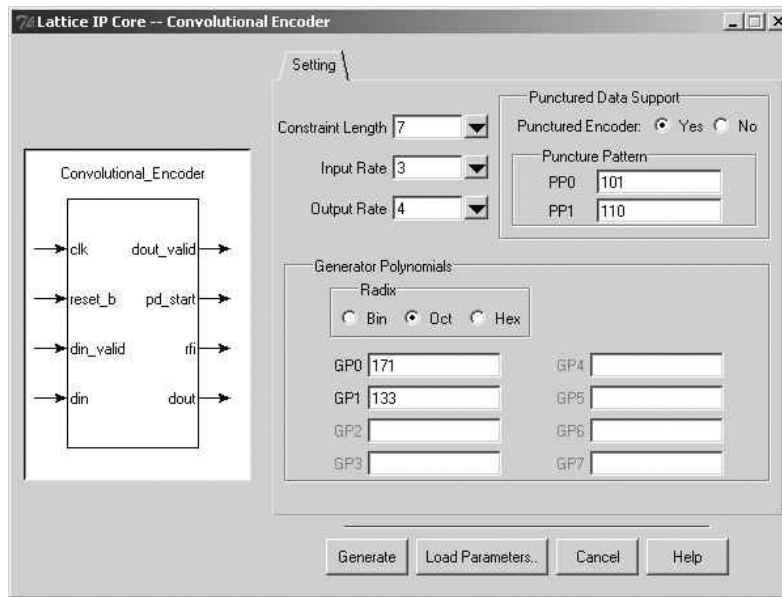 Lattice IP Core -- Convolutional Encoder
Setting
Convolutional_Encoder
clk dout_valid
reset_b pd_start
din_valid rfi
din dout
Constraint Length 7
Input Rate 3
Output Rate 4
Punctured Data Support
Punctured Encoder: Yes No
Puncture Pattern
PP0 101
PP1 110
Generator Polynomials
Radix
Bin Oct Hex
GP0 171 GP4
GP1 133 GP5
GP2 GP6
GP3 GP7
Generate Load Parameters.. Cancel Help